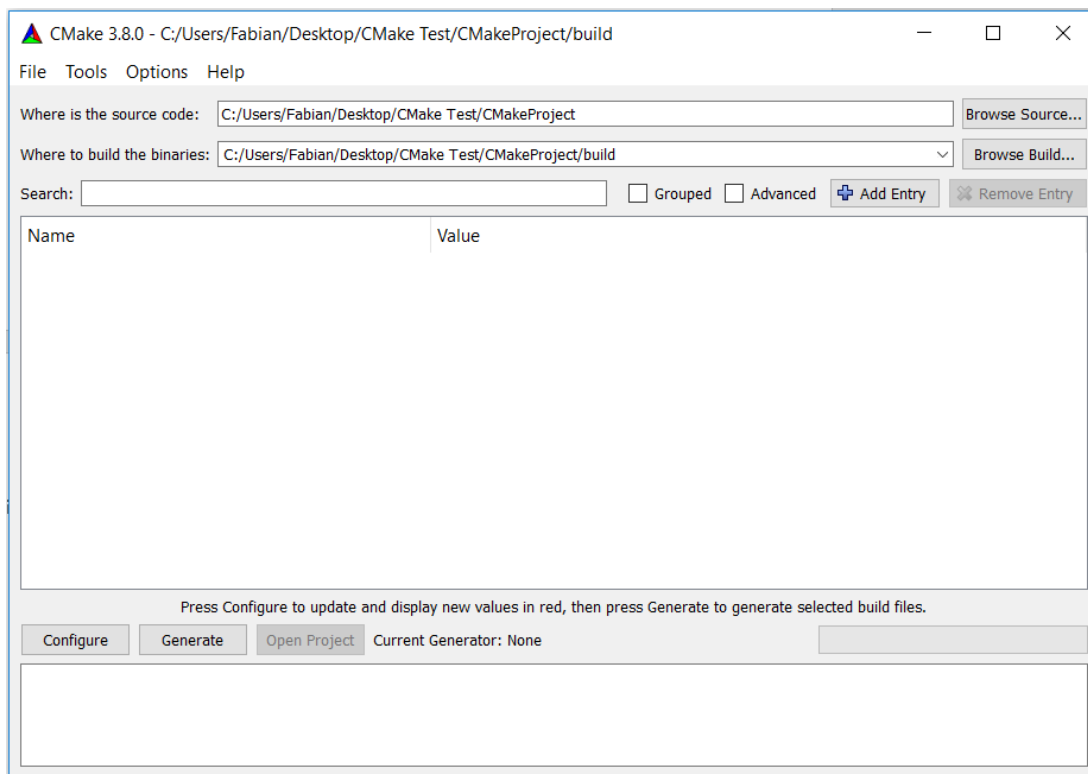 CMake 3.8.0 - C:/Users/Fabian/Desktop/CMake Test/CMakeProject/build
File Tools Options Help
Where is the source code: C:/Users/Fabian/Desktop/CMake Test/CMakeProject Browse Source...
Where to build the binaries: C:/Users/Fabian/Desktop/CMake Test/CMakeProject/build Browse Build...
Search: Grouped Advanced Add Entry Remove Entry
Name Value
Press Configure to update and display new values in red, then press Generate to generate selected build files.
Configure Generate Open Project Current Generator: None